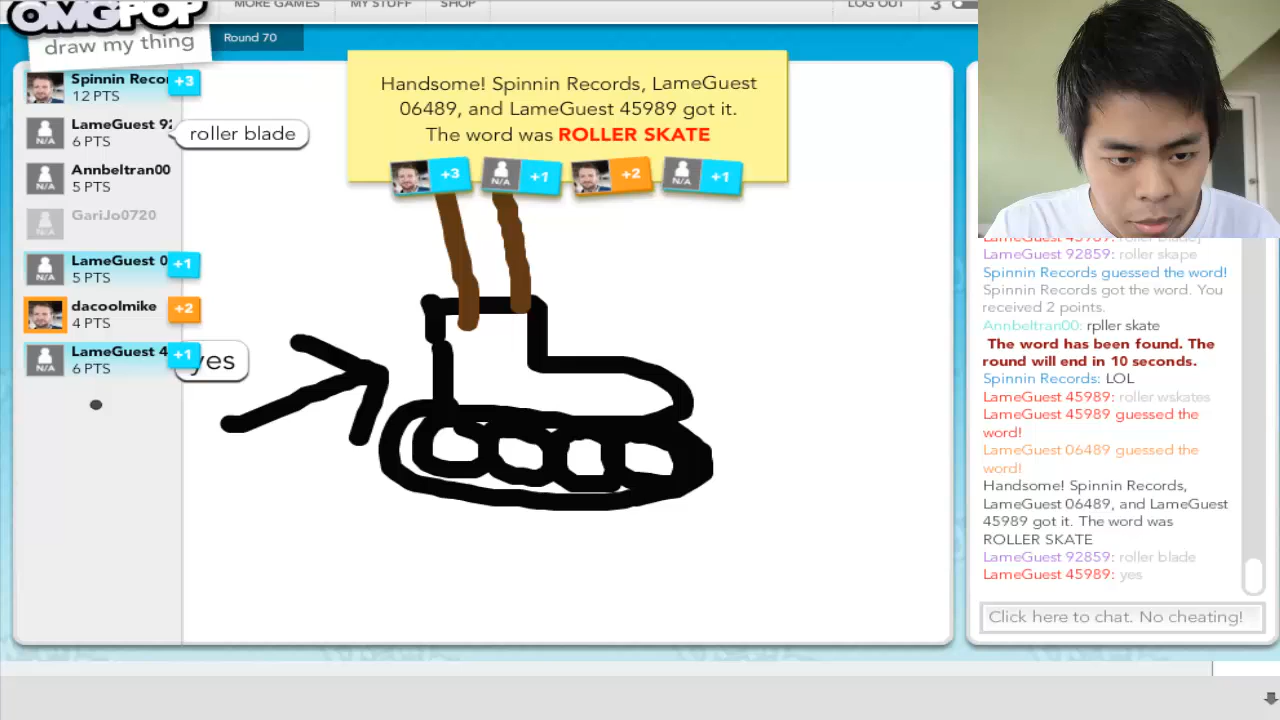 OMGPOP
draw my thing
MORE GAMES
MY STUFF
SHOP
LOG OUT
3
Round 70
Spinnin Recor
+3
12 PTS
LameGuest 92
6 PTS
roller blade
Annbeltran00
5 PTS
GariJo0720
N/A
LameGuest 0
+1
5 PTS
dacoolmike
+2
4 PTS
LameGuest 4
+1
6 PTS
yes
Handsome! Spinnin Records, LameGuest
06489, and LameGuest 45989 got it.
The word was ROLLER SKATE
+3 N/A +1 +2 N/A +1
LameGuest 45989: roller blade]
LameGuest 92859: roller skape
Spinnin Records guessed the word!
Spinnin Records got the word. You
received 2 points.
Annbeltran00: rpller skate
The word has been found. The
round will end in 10 seconds.
Spinnin Records: LOL
LameGuest 45989: roller wskates
LameGuest 45989 guessed the
word!
LameGuest 06489 guessed the
word!
Handsome! Spinnin Records,
LameGuest 06489, and LameGuest
45989 got it. The word was
ROLLER SKATE
LameGuest 92859: roller blade
LameGuest 45989: yes
Click here to chat. No cheating!